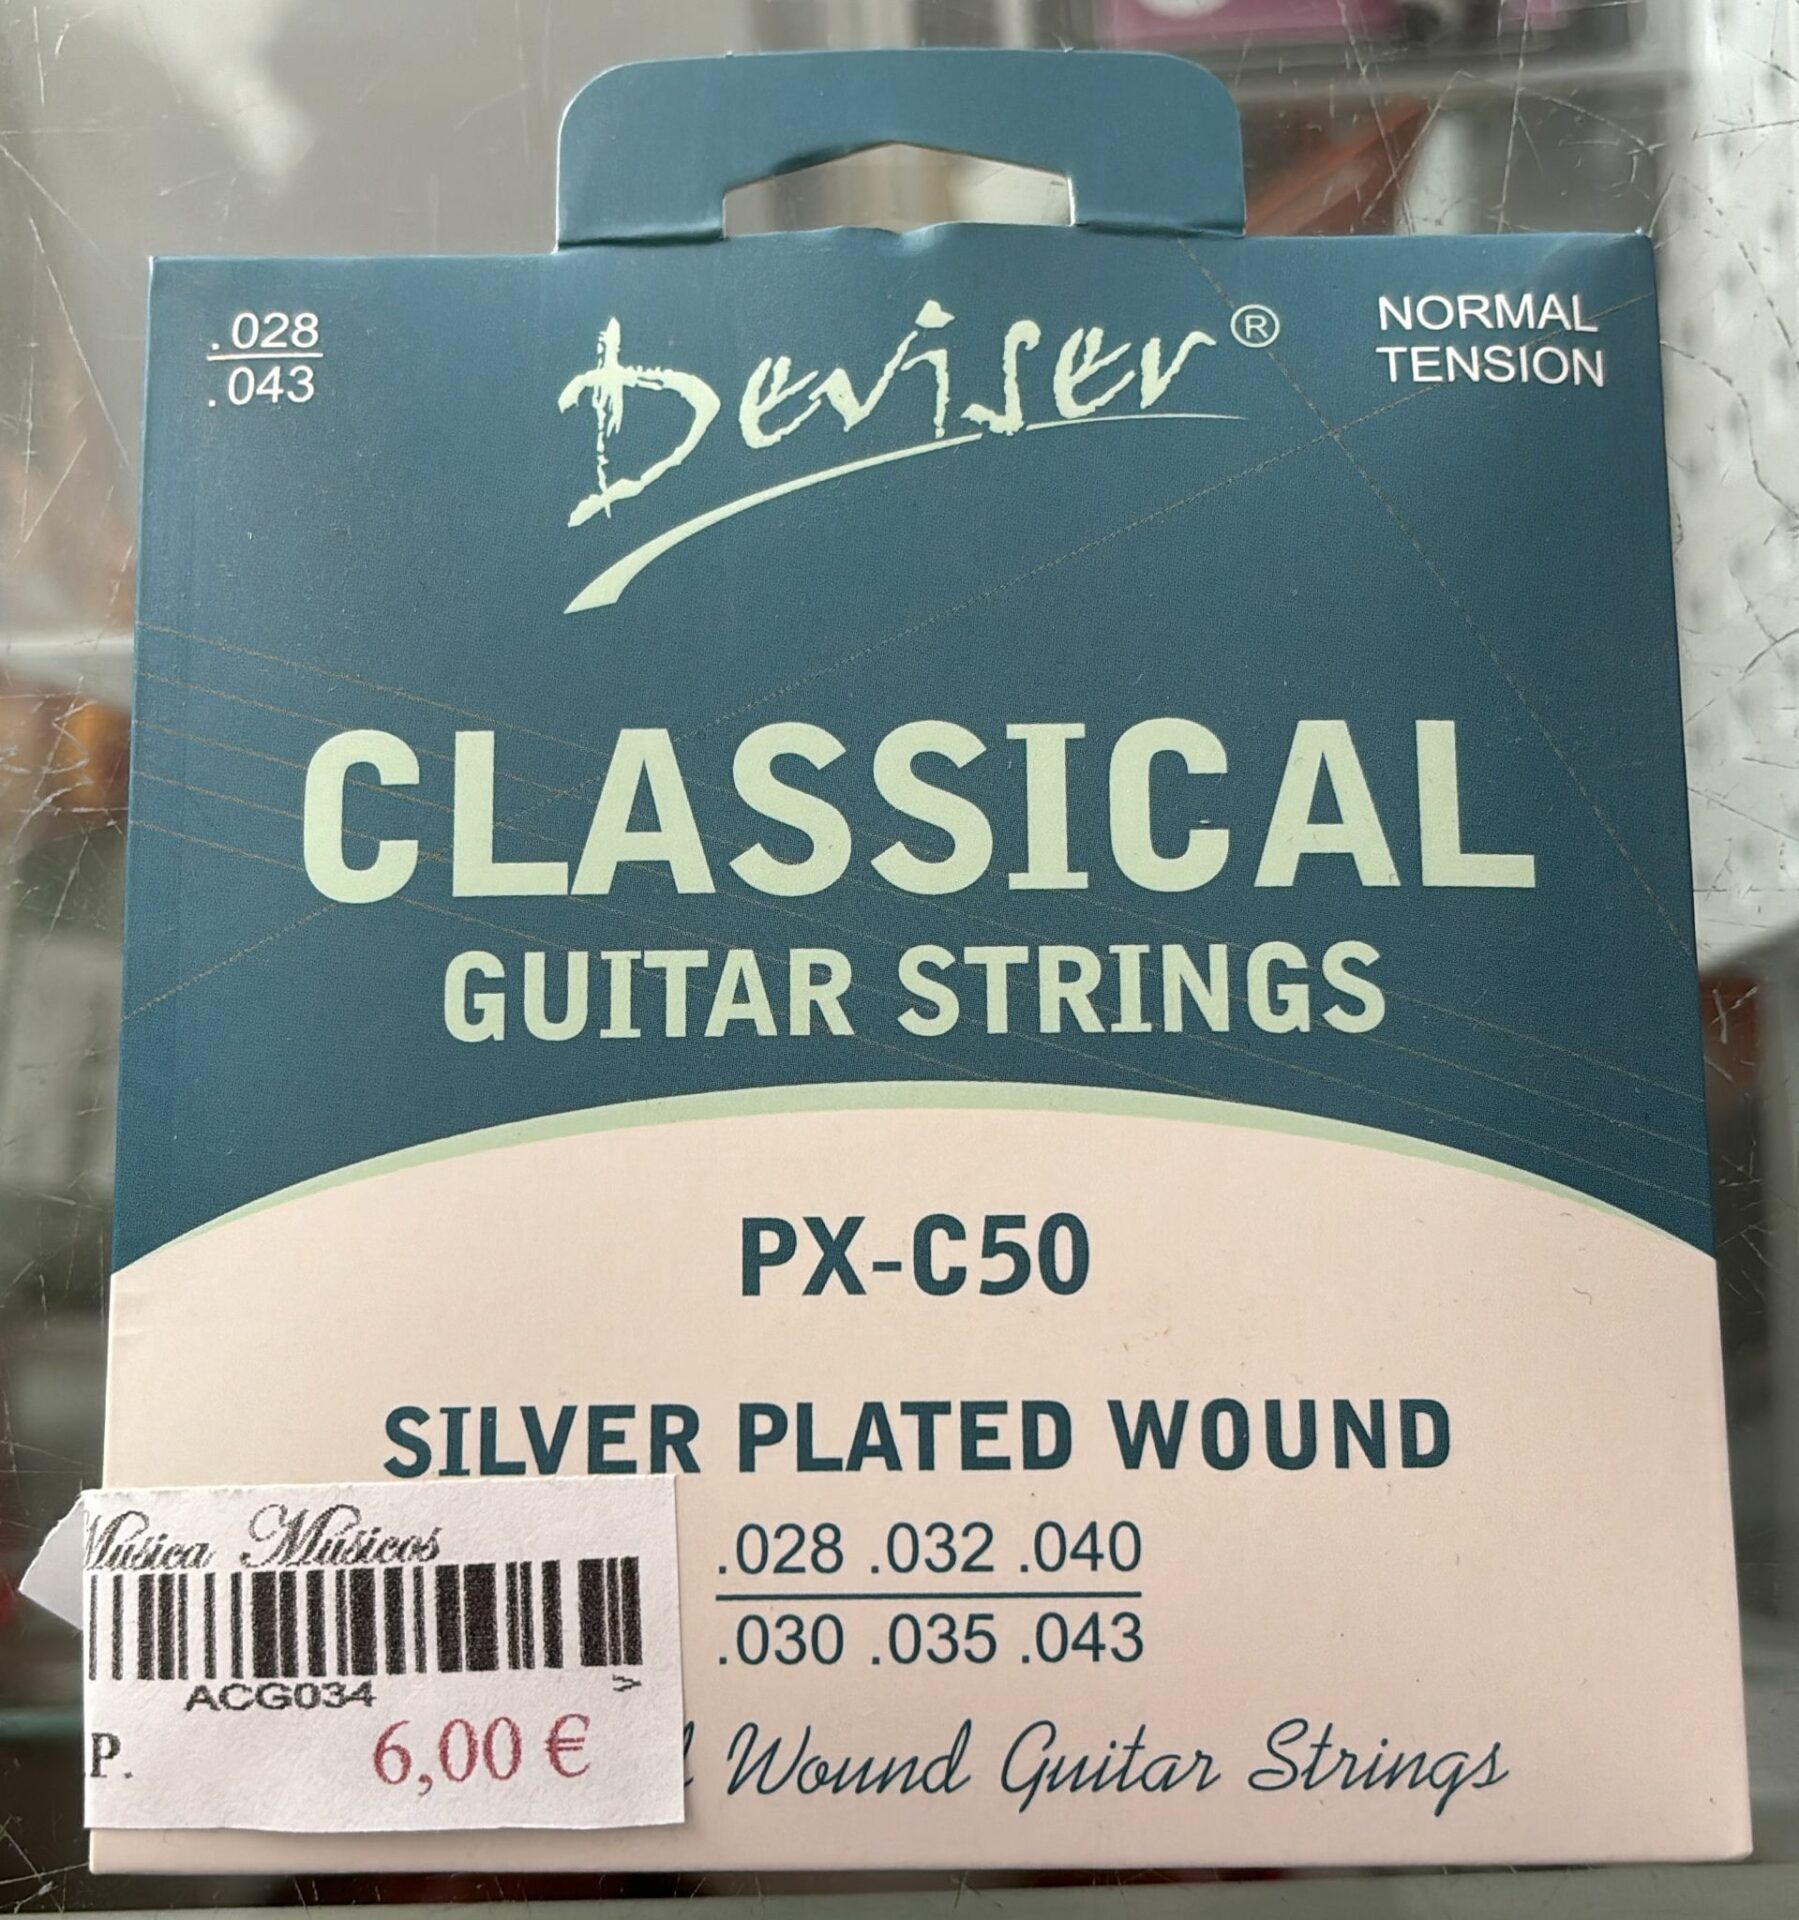 .028
.043
Deviser®
NORMAL
TENSION
CLASSICAL
GUITAR STRINGS
PX-C50
SILVER PLATED WOUND
.028 .032 .040
.030 .035 .043
Wound Guitar Strings
Música Músicos
ACG034
P.
6,00 €